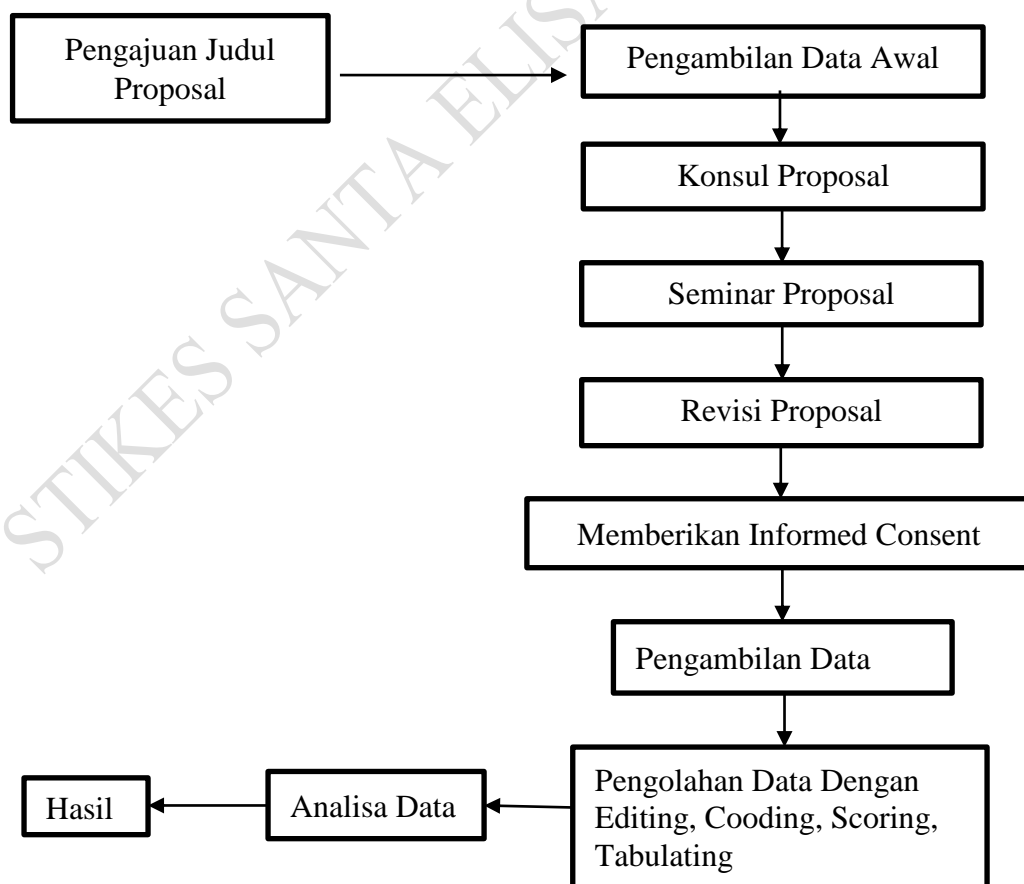 Pengajuan Judul
Proposal
Pengambilan Data Awal
Konsul Proposal
Seminar Proposal
Revisi Proposal
Memberikan Informed Consent
Pengambilan Data
Pengolahan Data Dengan
Editing, Cooding, Scoring,
Tabulating
Analisa Data
Hasil
STIKES SANTA ELISA